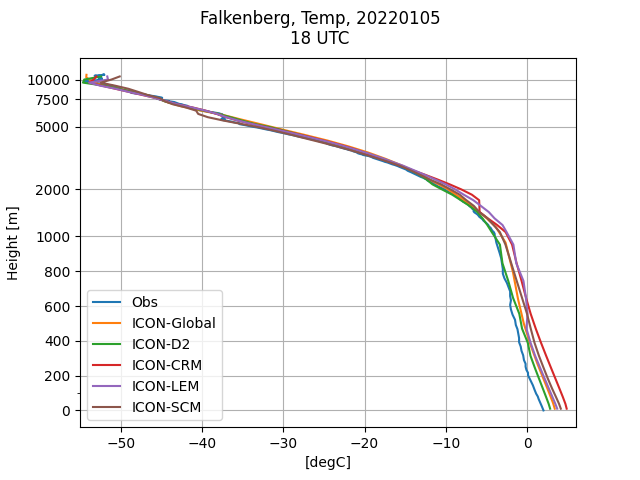 Falkenberg, Temp, 20220105
18 UTC
Height [m]
10000
7500
5000
2000
1000
800
600
400
200
0
Obs
ICON-Global
ICON-D2
ICON-CRM
ICON-LEM
ICON-SCM
−50
−40
−30
−20
−10
0
[degC]